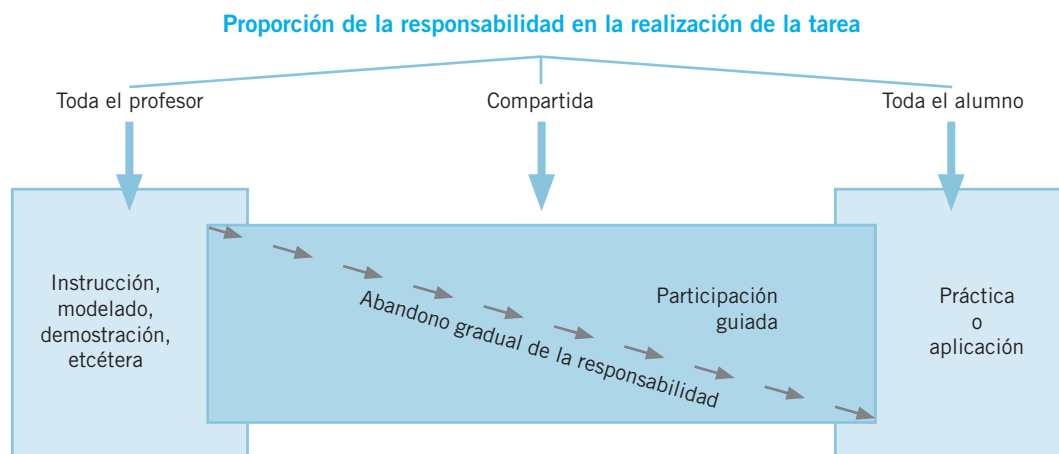 Proporción de la responsabilidad en la realización de la tarea
Toda el profesor
Compartida
Toda el alumno
Instrucción,
modelado,
demostración,
etcétera
Abandono gradual de la responsabilidad
Participación
guiada
Práctica
o
aplicación